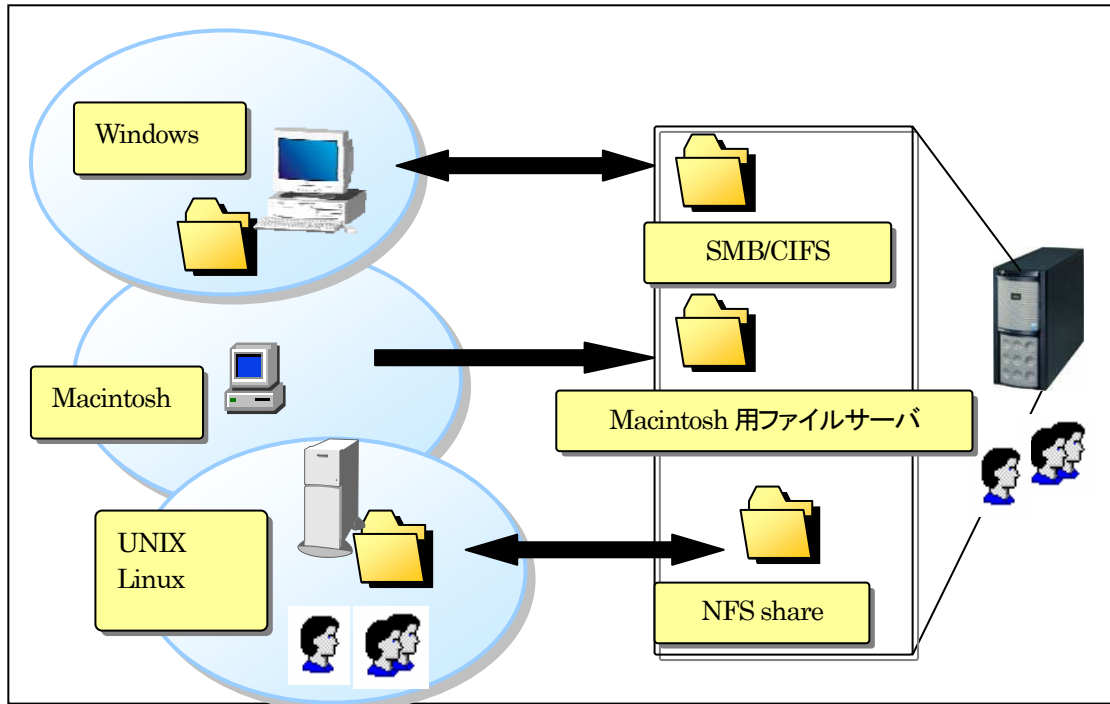 Windows
SMB/CIFS
Macintosh
Macintosh 用ファイルサーバ
UNIX
Linux
NFS share